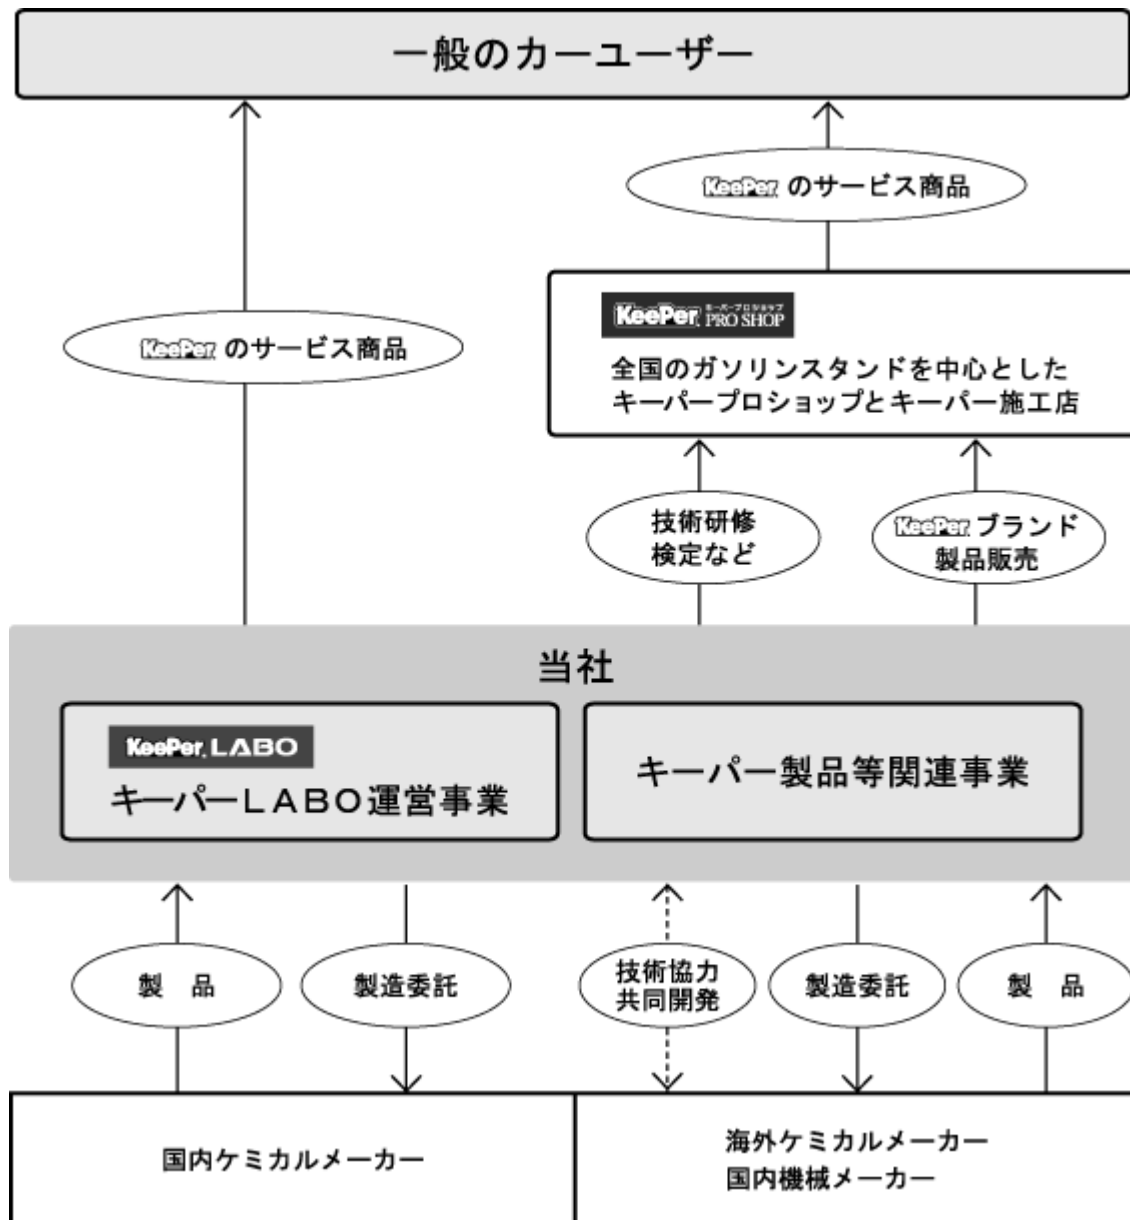 一般のカーユーザー
KeePer のサービス商品
KeePer のサービス商品
KeePer キーパープロショップ PRO SHOP
全国のガソリンスタンドを中心とした
キーパープロショップとキーパー施工店
技術研修
検定など
KeePer ブランド
製品販売
当社
KeePer LABO
キーパーLABO運営事業
キーパー製品等関連事業
製 品
製造委託
技術協力
共同開発
製造委託
製 品
国内ケミカルメーカー
海外ケミカルメーカー
国内機械メーカー